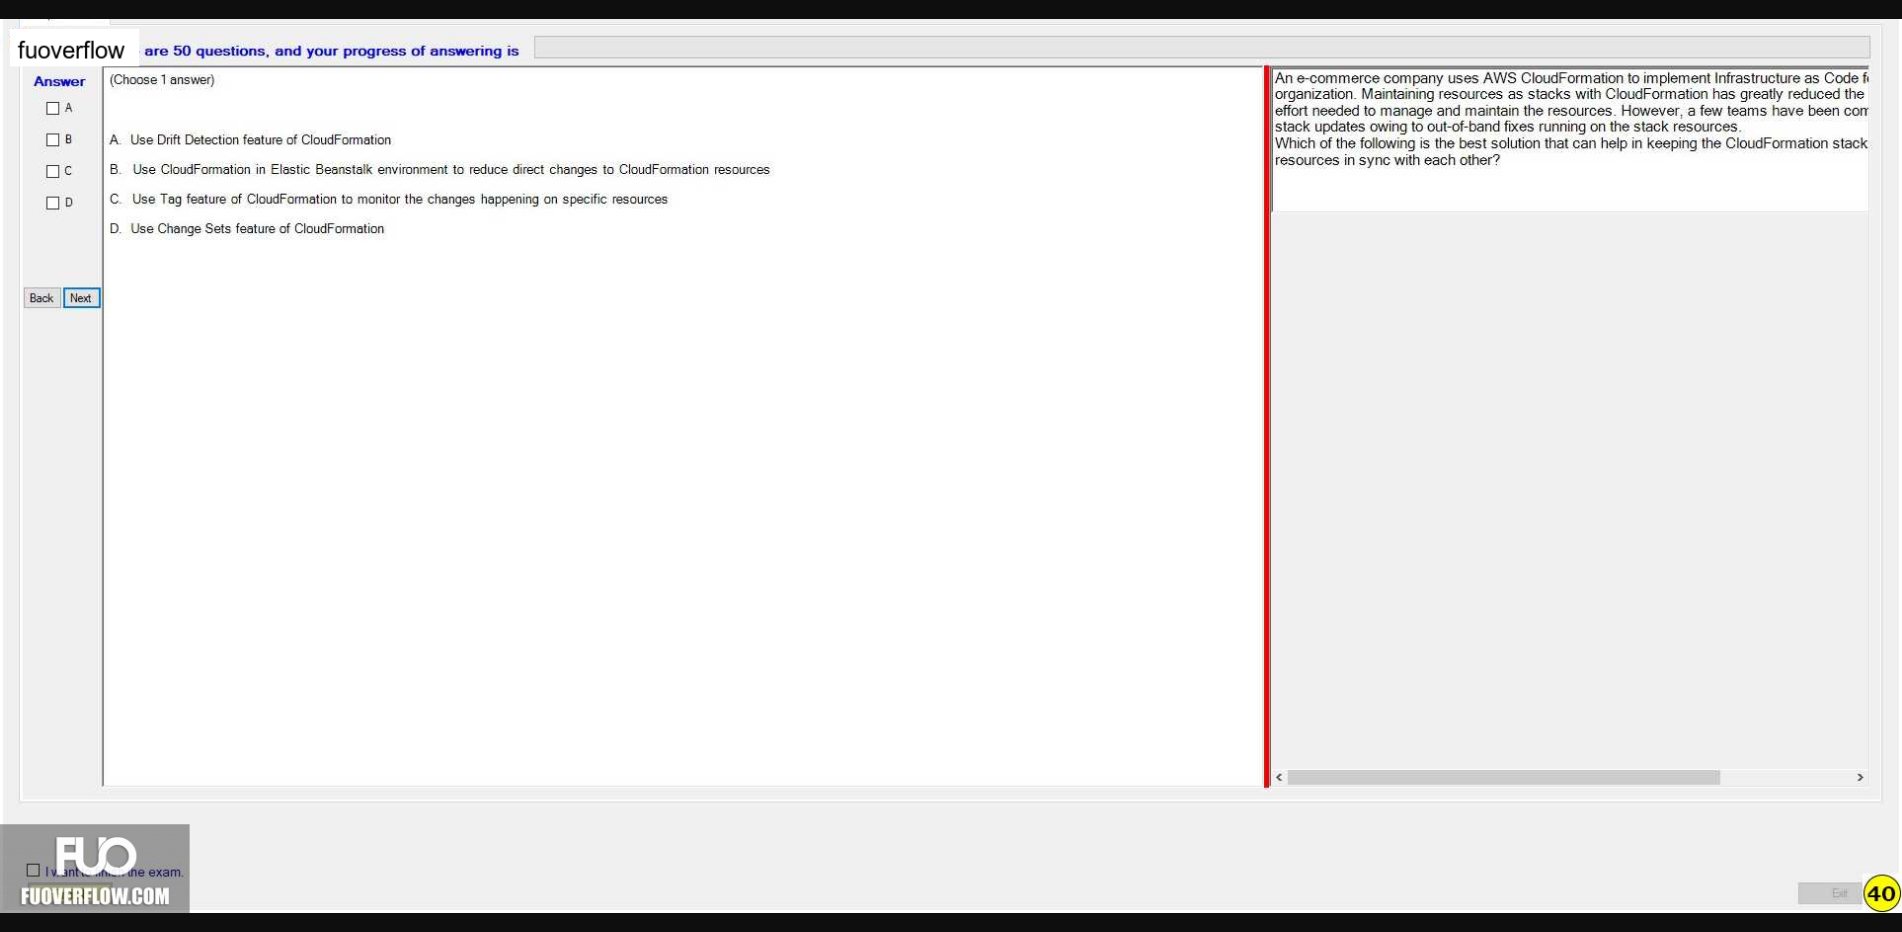 fuoverflow are 50 questions, and your progress of answering is
Answer
A
B
C
D
Back Next
(Choose 1 answer)
A. Use Drift Detection feature of CloudFormation
B. Use CloudFormation in Elastic Beanstalk environment to reduce direct changes to CloudFormation resources
C. Use Tag feature of CloudFormation to monitor the changes happening on specific resources
D. Use Change Sets feature of CloudFormation
An e-commerce company uses AWS CloudFormation to implement Infrastructure as Code
organization. Maintaining resources as stacks with CloudFormation has greatly reduced the
effort needed to manage and maintain the resources. However, a few teams have been
stack updates owing to out-of-band fixes running on the stack resources.
Which of the following is the best solution that can help in keeping the CloudFormation stack
resources in sync with each other?
I want to finish the exam.
FUO
FUOVERFLOW.COM
Exit
40